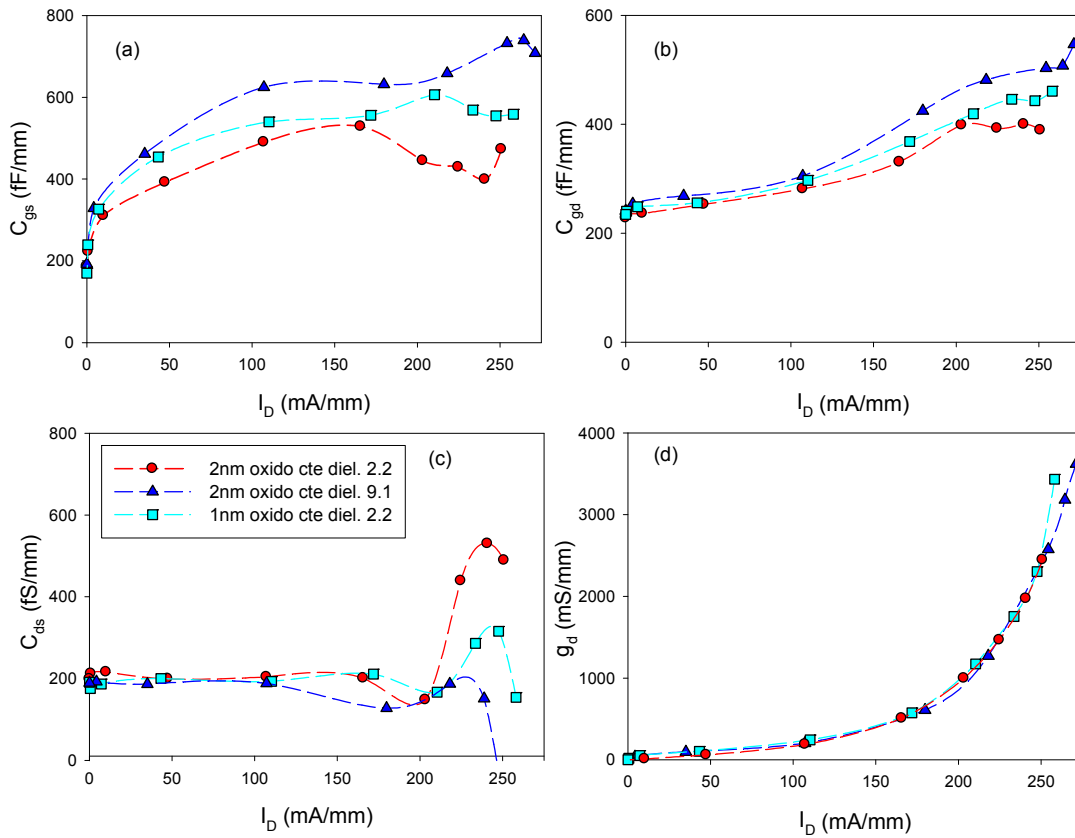 800
600
400
200
0
C_gs (fF/mm)
(a)
0 50 100 150 200 250
I_D (mA/mm)
600
400
200
0
C_gd (fF/mm)
(b)
0 50 100 150 200 250
I_D (mA/mm)
800
600
400
200
0
C_ds (fS/mm)
(c)
2nm oxido cte diel. 2.2
2nm oxido cte diel. 9.1
1nm oxido cte diel. 2.2
0 50 100 150 200 250
I_D (mA/mm)
4000
3000
2000
1000
0
g_d (mS/mm)
(d)
0 50 100 150 200 250
I_D (mA/mm)